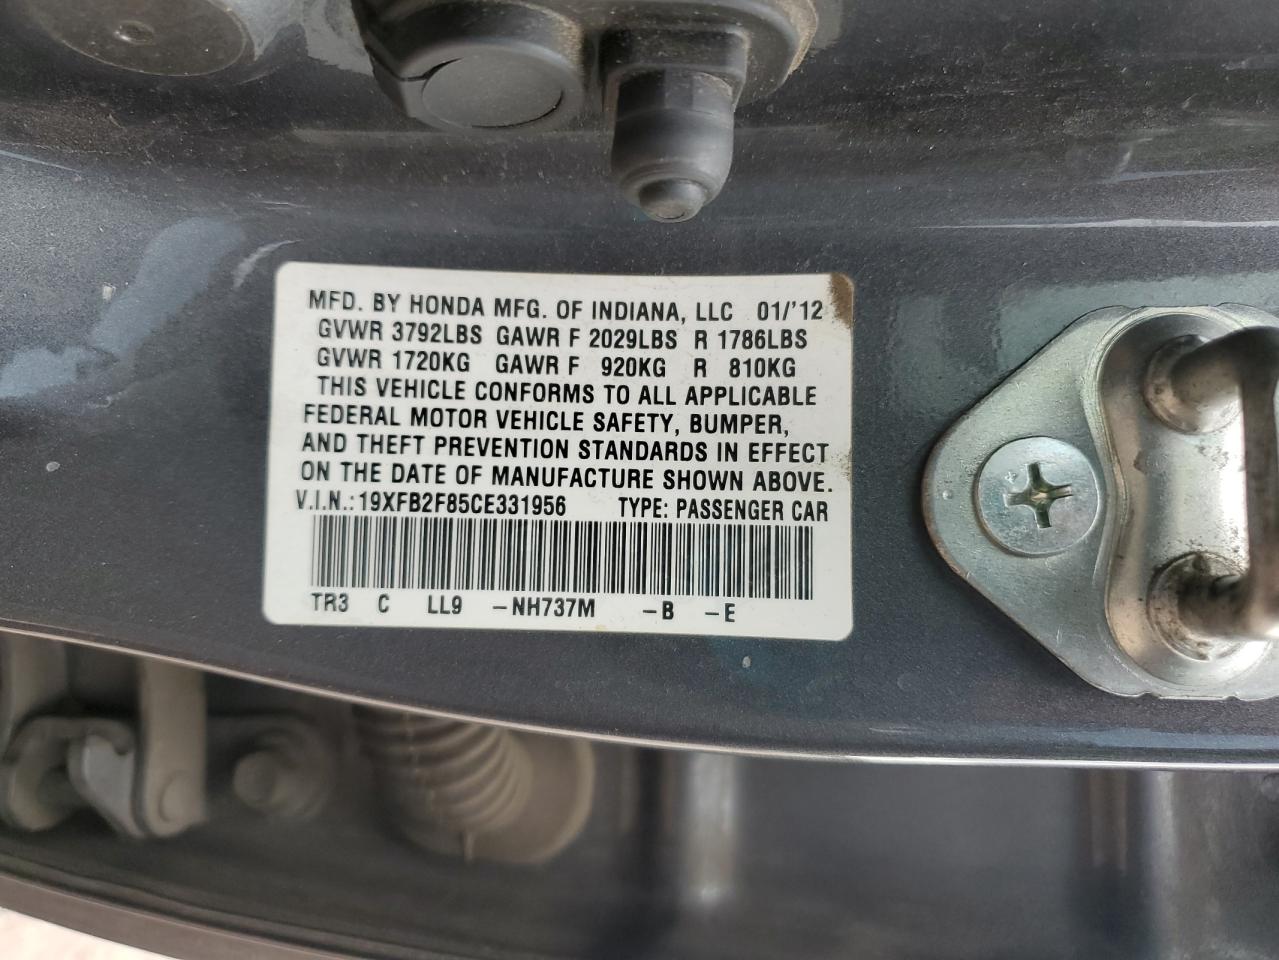 MFD. BY HONDA MFG. OF INDIANA, LLC 01/'12
GVWR 3792LBS GAWR F 2029LBS R 1786LBS
GVWR 1720KG GAWR F 920KG R 810KG
THIS VEHICLE CONFORMS TO ALL APPLICABLE
FEDERAL MOTOR VEHICLE SAFETY, BUMPER,
AND THEFT PREVENTION STANDARDS IN EFFECT
ON THE DATE OF MANUFACTURE SHOWN ABOVE.
V.I.N.:19XFB2F85CE331956 TYPE: PASSENGER CAR
TR3 C LL9 -NH737M -B -E